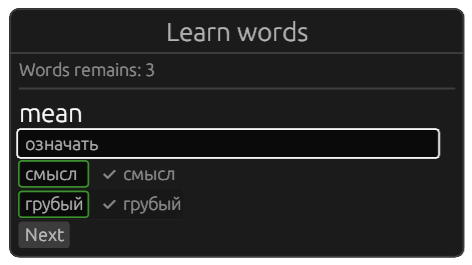 Learn words
Words remains: 3
mean
означать
смысл ✓ смысл
грубый ✓ грубый
Next